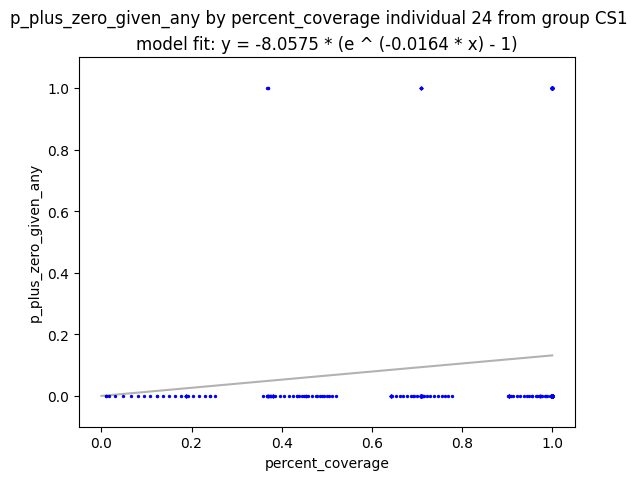 p_plus_zero_given_any by percent_coverage individual 24 from group CS1
model fit: y = -8.0575 * (e ^ (-0.0164 * x) - 1)
1.0
0.8
0.6
0.4
0.2
0.0
p_plus_zero_given_any
0.0 0.2 0.4 0.6 0.8 1.0
percent_coverage